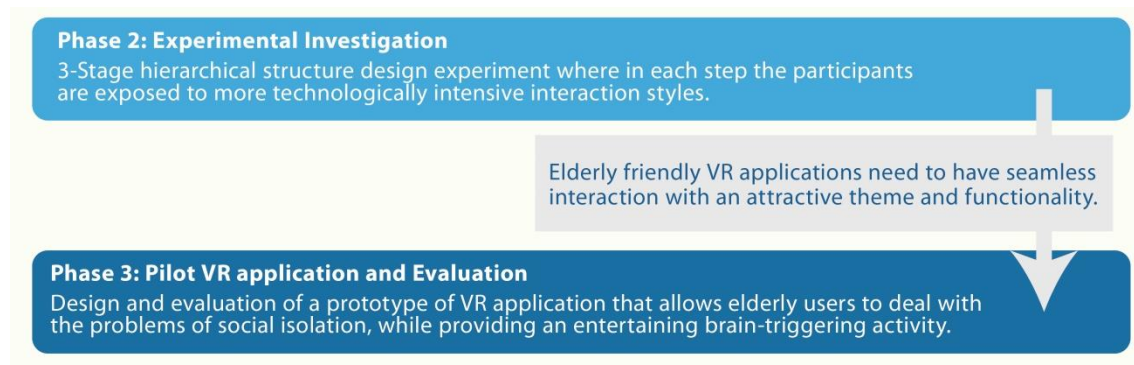 Phase 2: Experimental Investigation
3-Stage hierarchical structure design experiment where in each step the participants
are exposed to more technologically intensive interaction styles.
Elderly friendly VR applications need to have seamless
interaction with an attractive theme and functionality.
Phase 3: Pilot VR application and Evaluation
Design and evaluation of a prototype of VR application that allows elderly users to deal with
the problems of social isolation, while providing an entertaining brain-triggering activity.